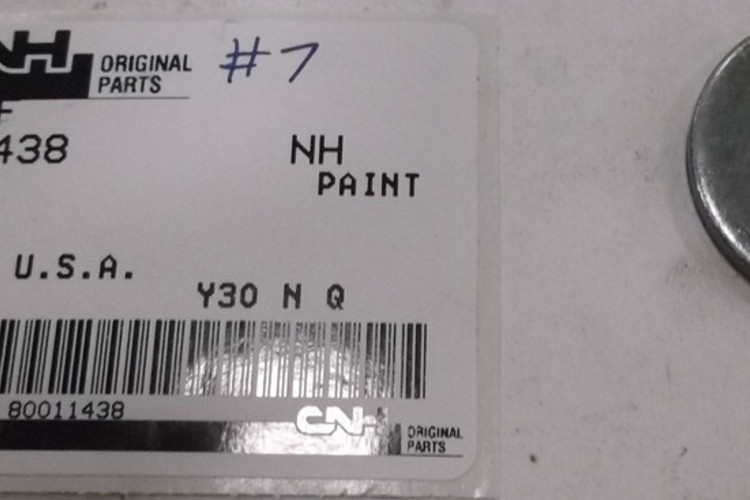 NH ORIGINAL PARTS #7
438 NH
PAINT
U.S.A.
Y30 N Q
80011438
CNH ORIGINAL PARTS